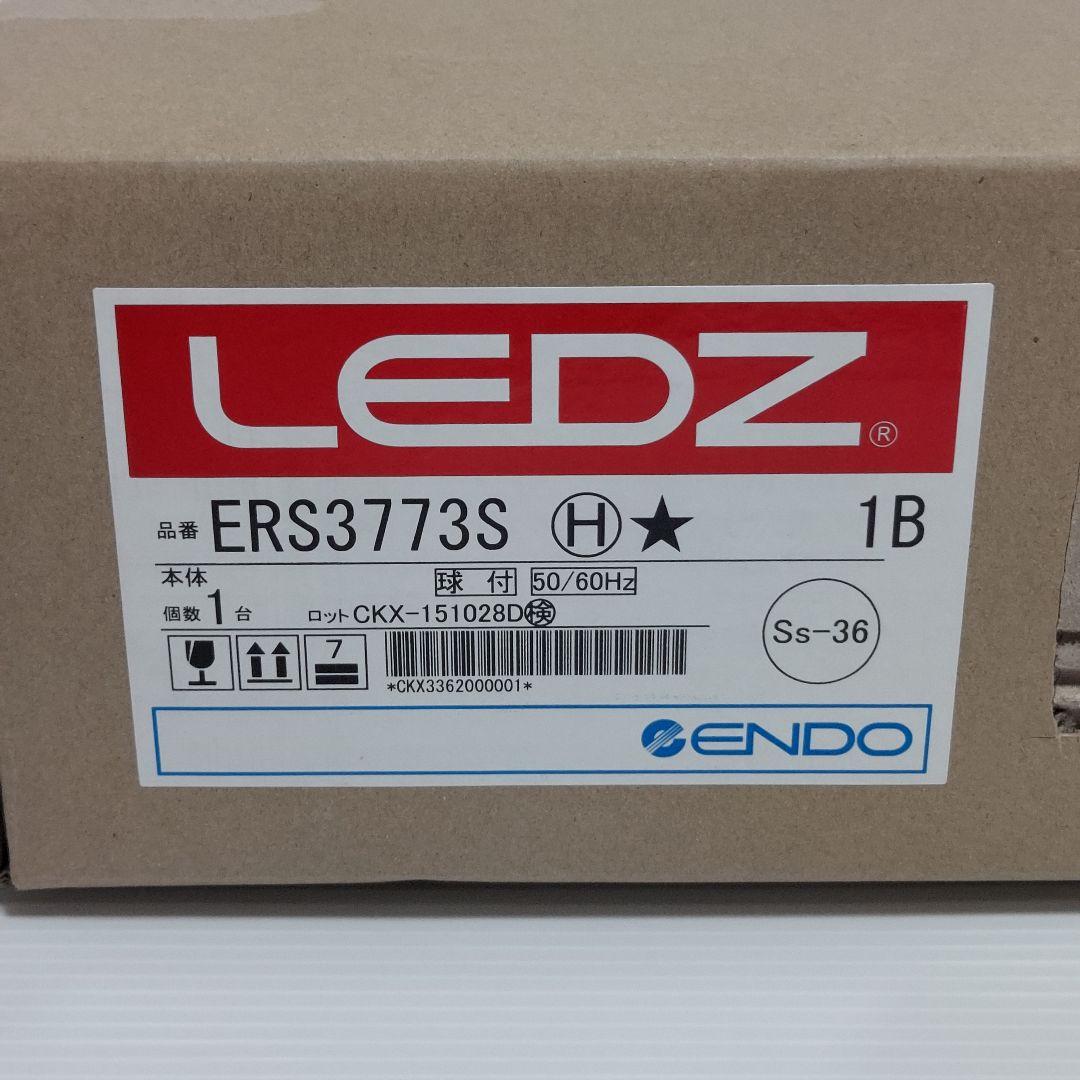 LEDZ®
品番 ERS3773S Ⓗ★ 1B
本体 球付 50/60Hz
個数 1台 ロット CKX-151028D㊬検
Ss-36
7
*CKX3362000001*
ENDO